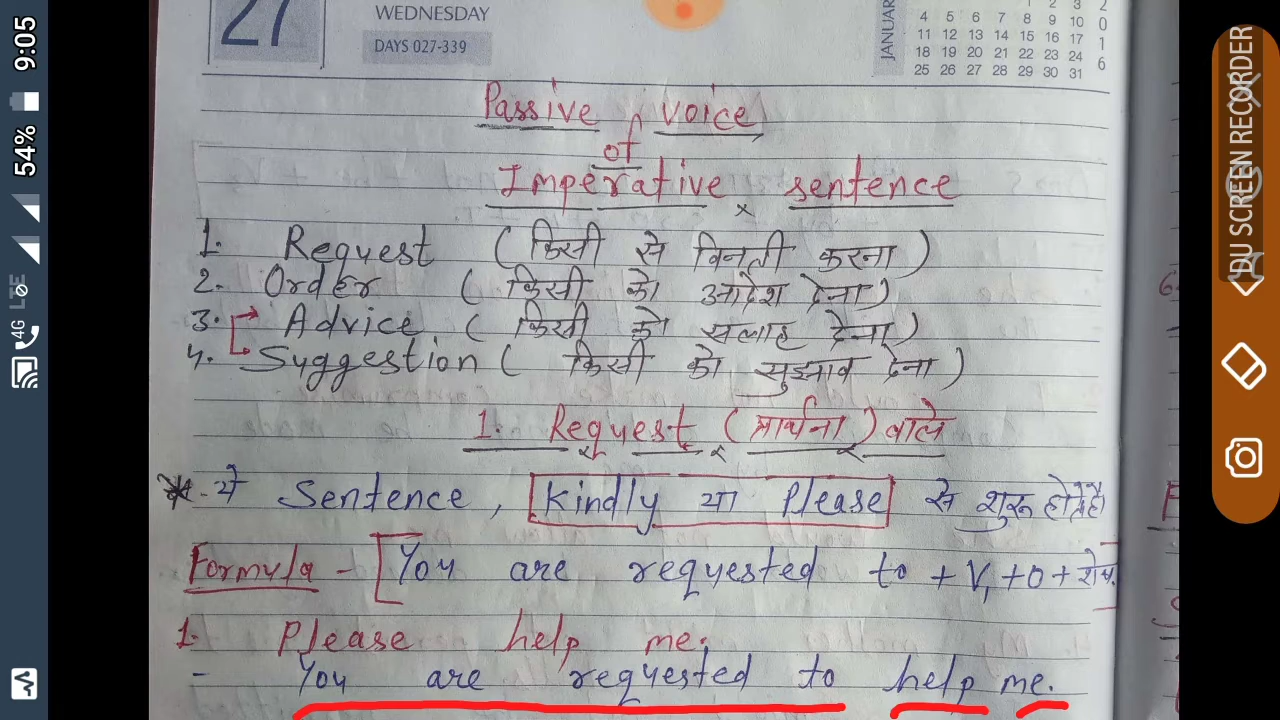 9:05
54%
4G LTE
27
WEDNESDAY
DAYS 027-339
JANUAR
1 2 3
4 5 6 7 8 9 10
11 12 13 14 15 16 17
18 19 20 21 22 23 24
25 26 27 28 29 30 31
2016
DU SCREEN RECORDER
Passive voice
of
Imperative sentence
1. Request (किसी से विनती करना)
2. Order (किसी को आदेश देना)
3. Advice (किसी को सलाह देना)
4. Suggestion (किसी को सुझाव देना)
1. Request (प्रार्थना) वाले
* ये Sentence, Kindly या Please से शुरू होते हैं।
Formula - [You are requested to + V₁ + O + शेष.
1. Please help me.
- You are requested to help me.